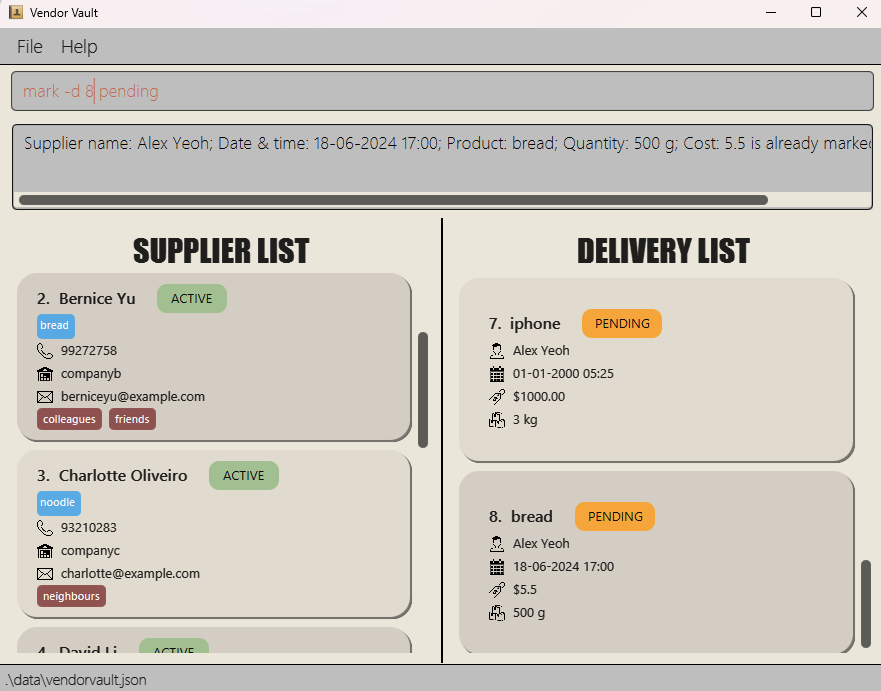 Vendor Vault
File Help
mark -d 8 pending
Supplier name: Alex Yeoh; Date & time: 18-06-2024 17:00; Product: bread; Quantity: 500 g; Cost: 5.5 is already marked
SUPPLIER LIST
2. Bernice Yu ACTIVE
bread
99272758
companyb
berniceyu@example.com
colleagues friends
3. Charlotte Oliveiro ACTIVE
noodle
93210283
companyc
charlotte@example.com
neighbours
4. David Li ACTIVE
DELIVERY LIST
7. iphone PENDING
Alex Yeoh
01-01-2000 05:25
$1000.00
3 kg
8. bread PENDING
Alex Yeoh
18-06-2024 17:00
$5.5
500 g
.\data\vendorvault.json